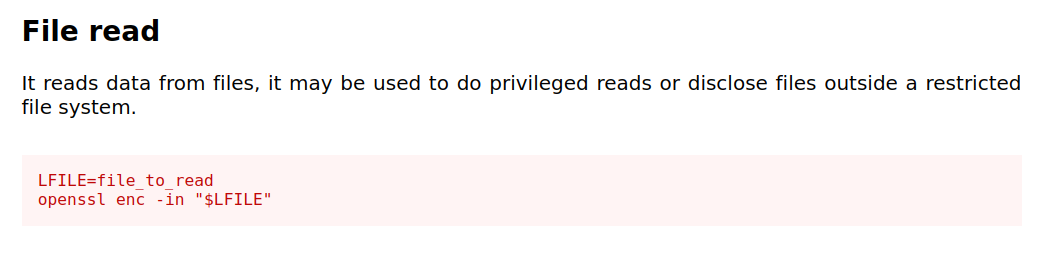 File read
It reads data from files, it may be used to do privileged reads or disclose files outside a restricted
file system.
LFILE=file_to_read
openssl enc -in "$LFILE"